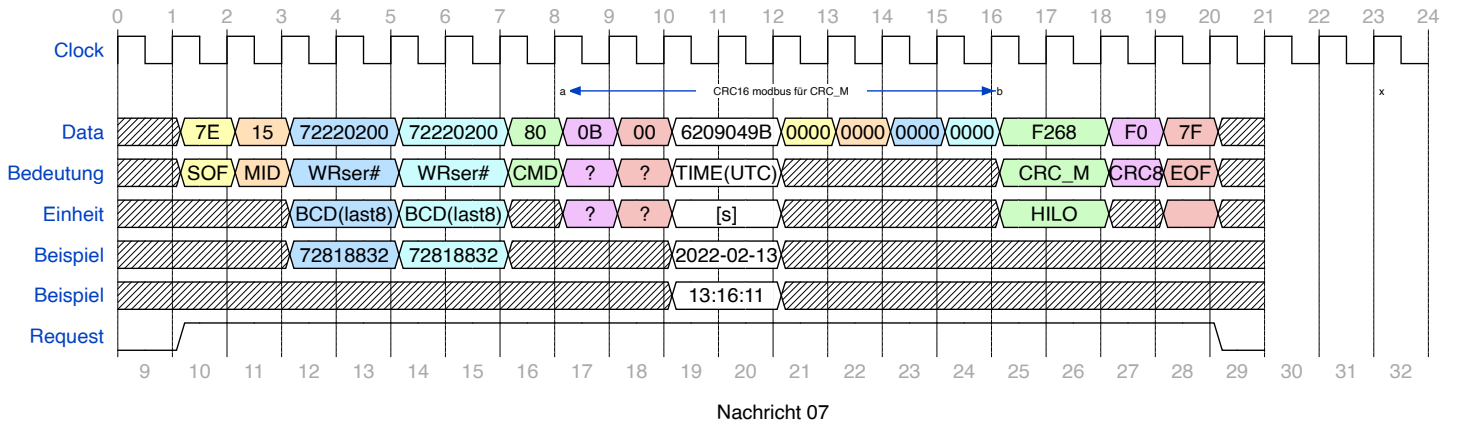 0 1 2 3 4 5 6 7 8 9 10 11 12 13 14 15 16 17 18 19 20 21 22 23 24
Clock
a CRC16 modbus für CRC_M b x
Data 7E 15 72220200 72220200 80 0B 00 6209049B 0000 0000 0000 0000 F268 F0 7F
Bedeutung SOF MID WRser# WRser# CMD ? ? TIME(UTC) CRC_M CRC8 EOF
Einheit BCD(last8) BCD(last8) ? ? [s] HILO
Beispiel 72818832 72818832 2022-02-13
Beispiel 13:16:11
Request
9 10 11 12 13 14 15 16 17 18 19 20 21 22 23 24 25 26 27 28 29 30 31 32
Nachricht 07